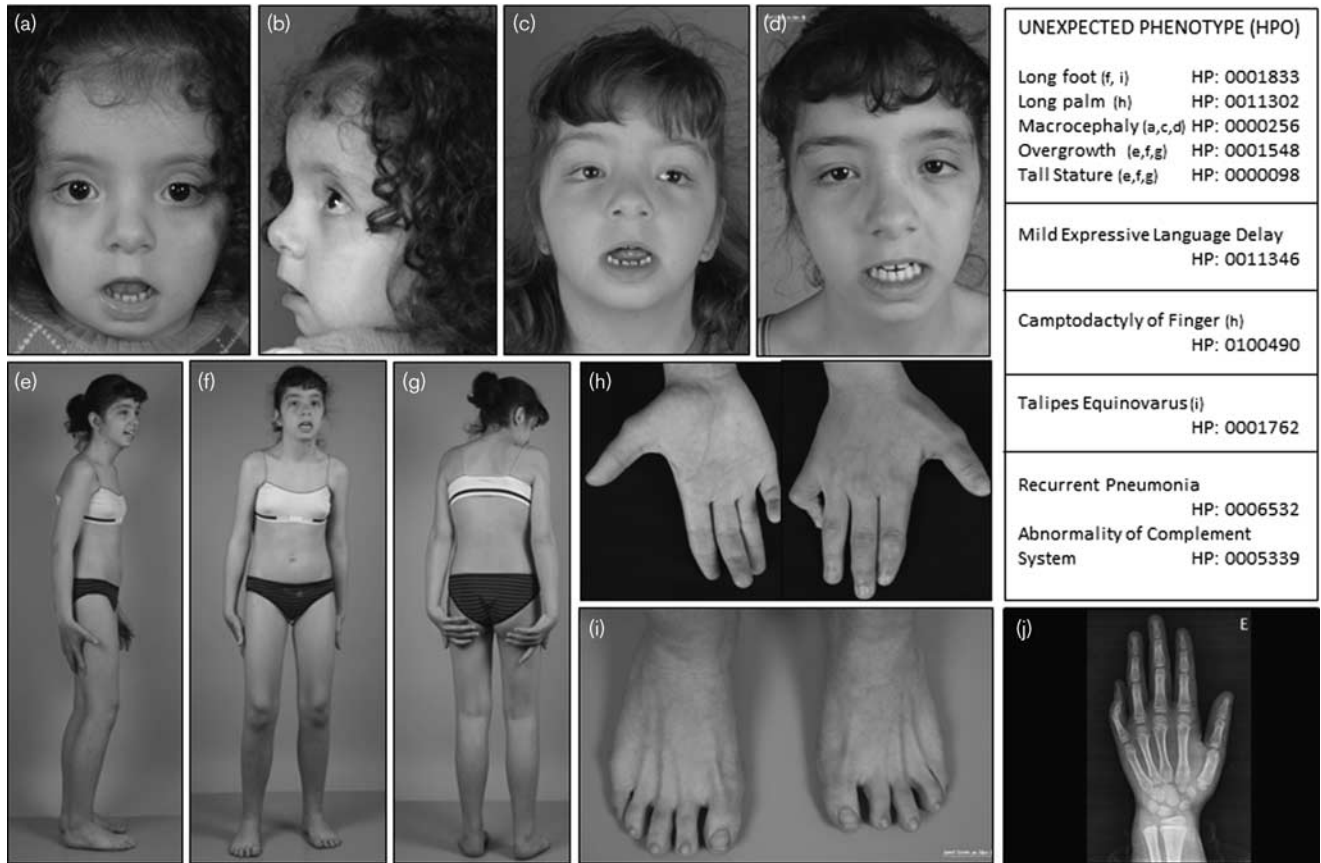 (a)
(b)
(c)
(d)
UNEXPECTED PHENOTYPE (HPO)
Long foot (f, i) HP: 0001833
Long palm (h) HP: 0011302
Macrocephaly (a,c,d) HP: 0000256
Overgrowth (e,f,g) HP: 0001548
Tall Stature (e,f,g) HP: 0000098
Mild Expressive Language Delay
HP: 0011346
Camptodactyly of Finger (h)
HP: 0100490
Talipes Equinovarus (i)
HP: 0001762
Recurrent Pneumonia
HP: 0006532
Abnormality of Complement
System HP: 0005339
(e)
(f)
(g)
(h)
(i)
(j)
E